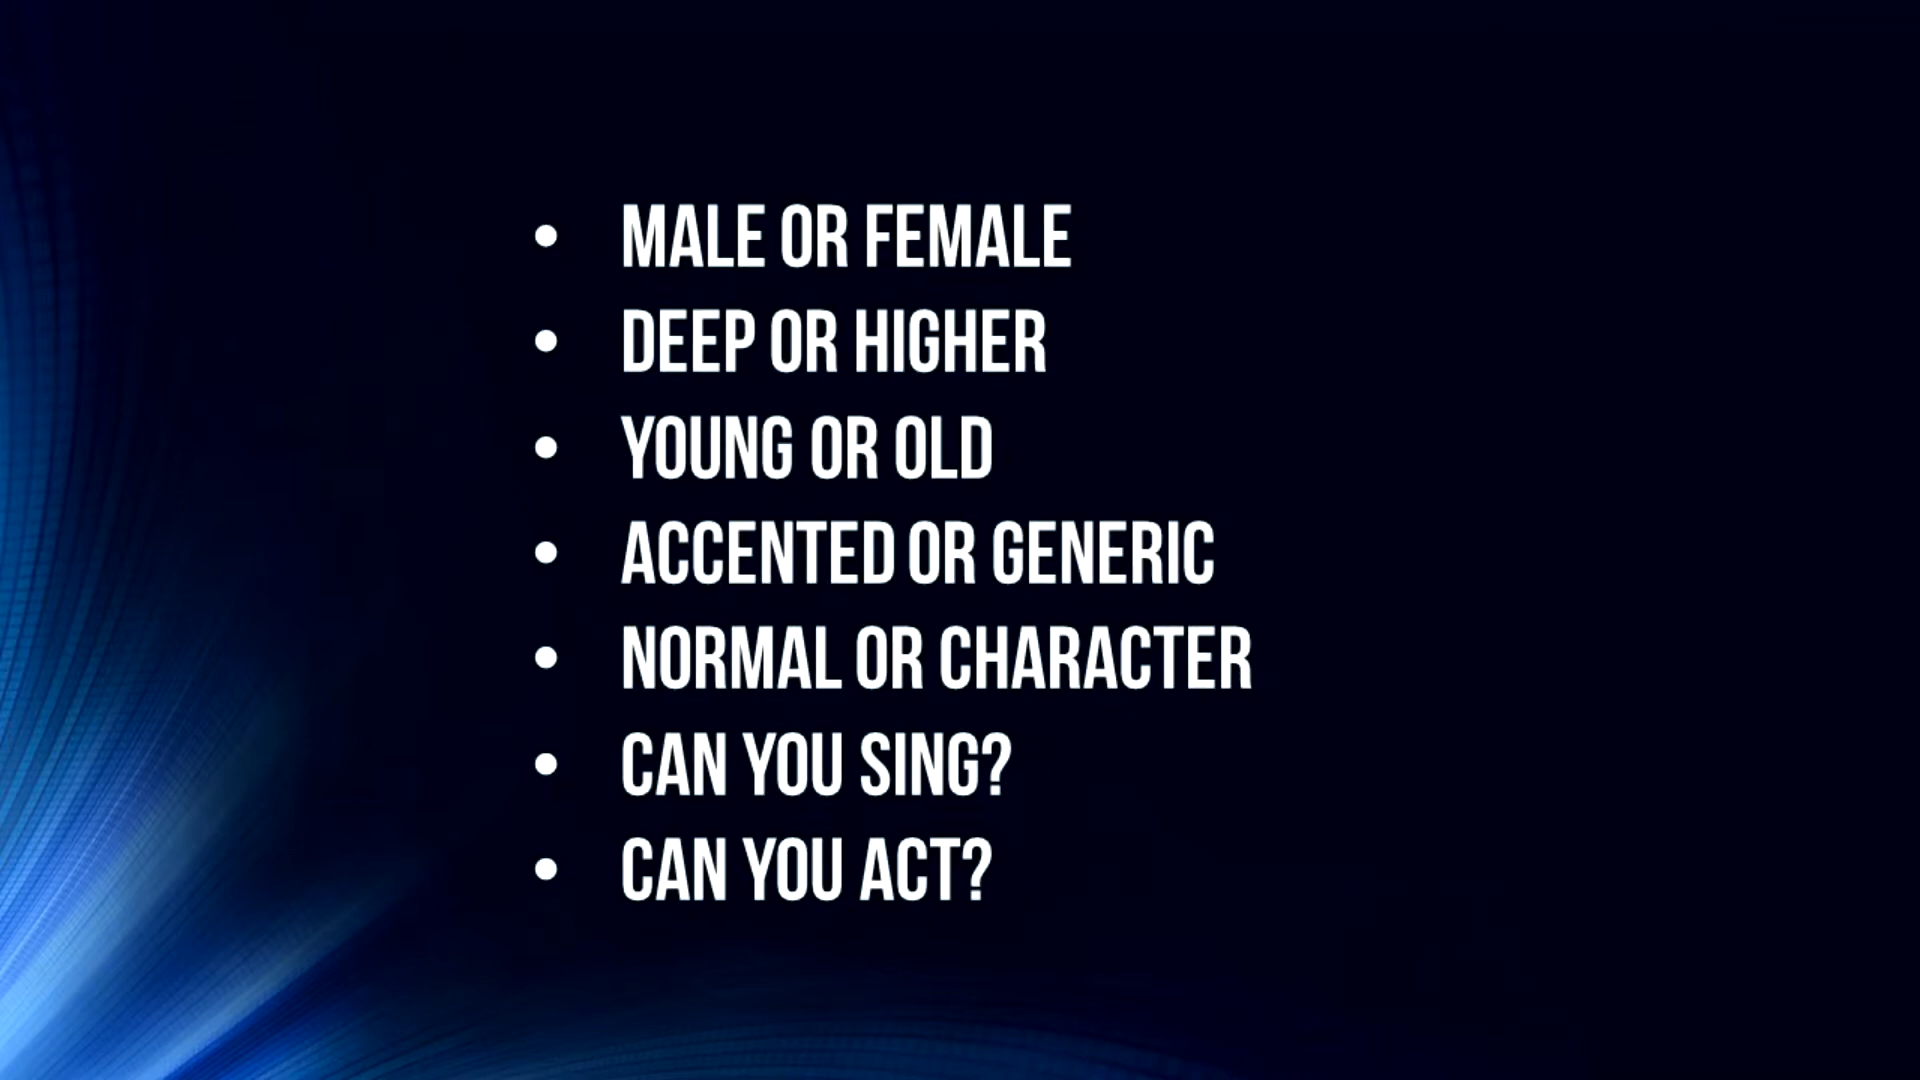 • MALE OR FEMALE
• DEEP OR HIGHER
• YOUNG OR OLD
• ACCENTED OR GENERIC
• NORMAL OR CHARACTER
• CAN YOU SING?
• CAN YOU ACT?